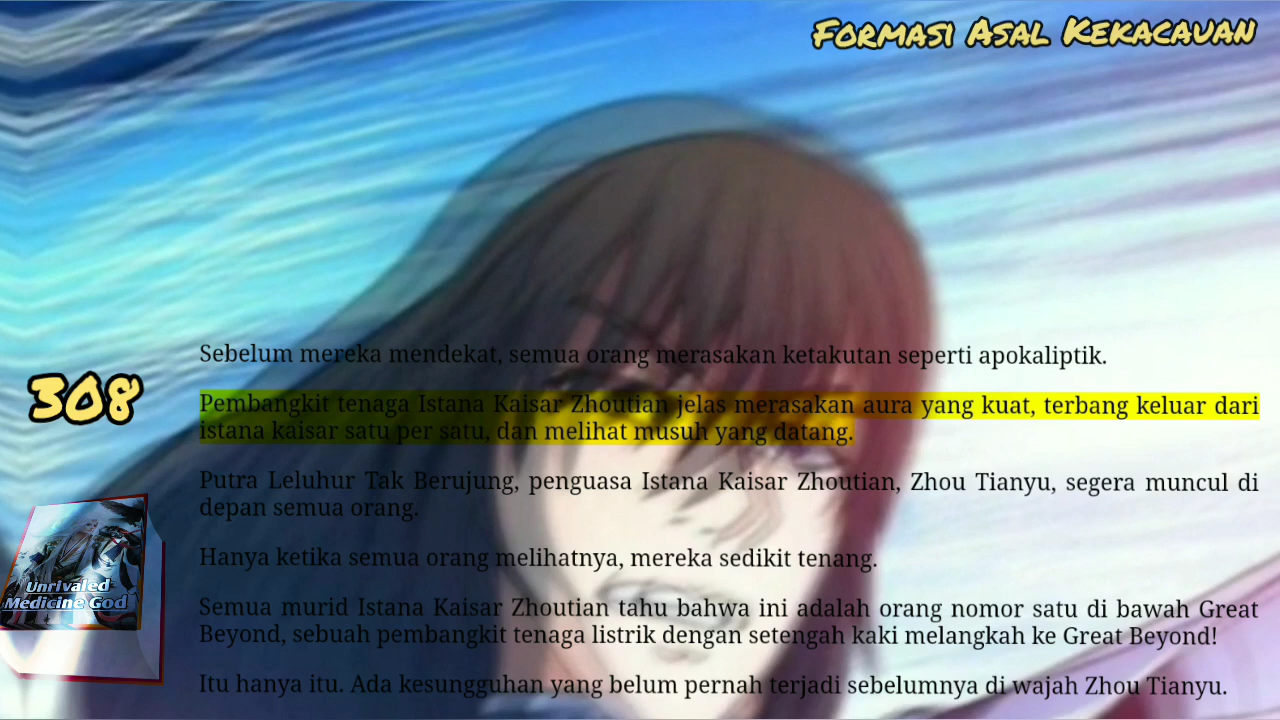 Formasi Asal Kekacauan
Sebelum mereka mendekat, semua orang merasakan ketakutan seperti apokaliptik.
308
Pembangkit tenaga Istana Kaisar Zhoutian jelas merasakan aura yang kuat, terbang keluar dari
istana kaisar satu per satu, dan melihat musuh yang datang.
Putra Leluhur Tak Berujung, penguasa Istana Kaisar Zhoutian, Zhou Tianyu, segera muncul di
depan semua orang.
Hanya ketika semua orang melihatnya, mereka sedikit tenang.
Unrivaled
Medicine God
Semua murid Istana Kaisar Zhoutian tahu bahwa ini adalah orang nomor satu di bawah Great
Beyond, sebuah pembangkit tenaga listrik dengan setengah kaki melangkah ke Great Beyond!
Itu hanya itu. Ada kesungguhan yang belum pernah terjadi sebelumnya di wajah Zhou Tianyu.